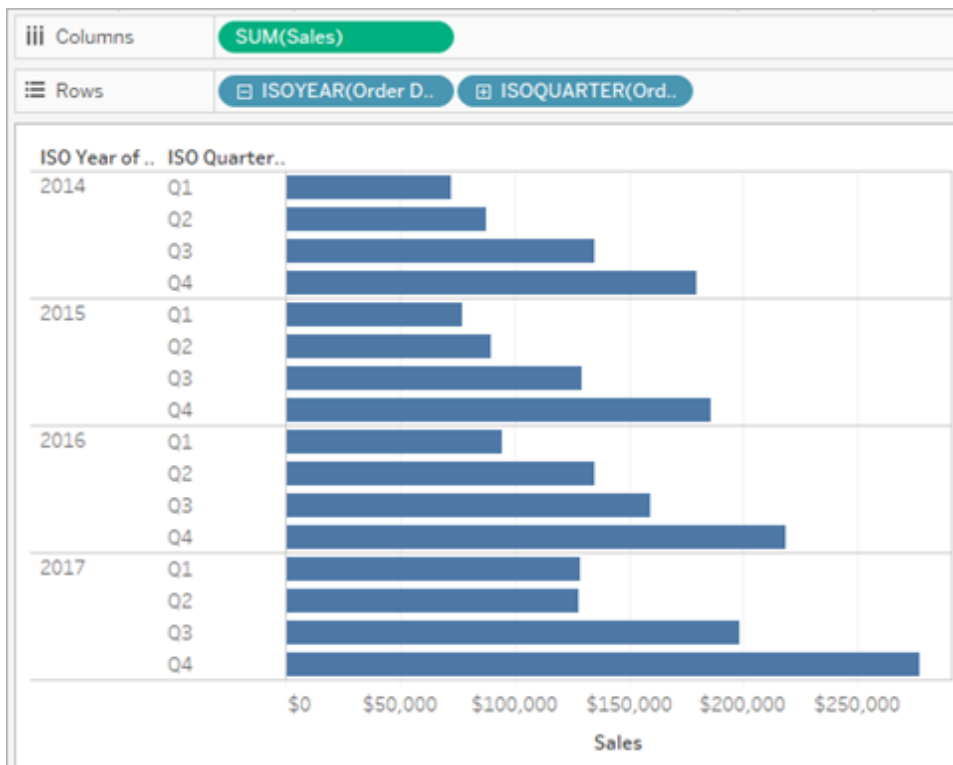 Columns SUM(Sales)
Rows ISOYEAR(Order D.. ISOQUARTER(Ord..
ISO Year of .. ISO Quarter..
2014 Q1
Q2
Q3
Q4
2015 Q1
Q2
Q3
Q4
2016 Q1
Q2
Q3
Q4
2017 Q1
Q2
Q3
Q4
$0 $50,000 $100,000 $150,000 $200,000 $250,000
Sales